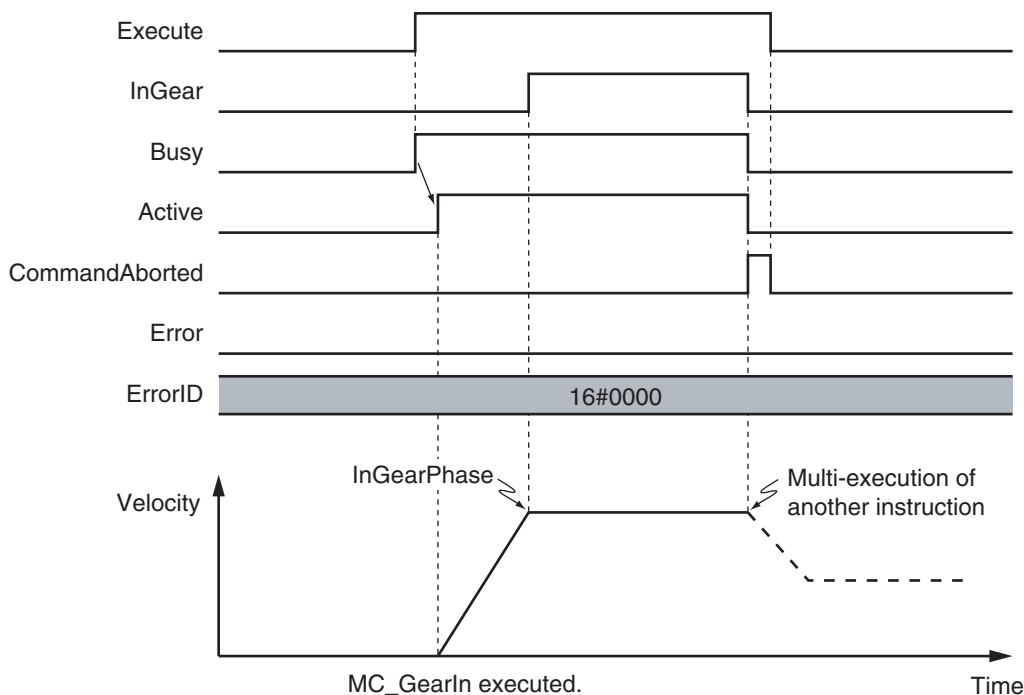 Execute
InGear
Busy
Active
CommandAborted
Error
ErrorID
16#0000
InGearPhase
Multi-execution of
another instruction
Velocity
MC_GearIn executed.
Time